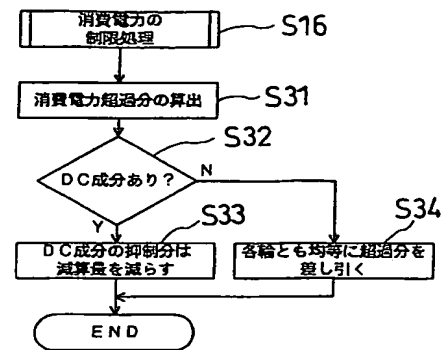 消費電力の
制限処理
S16
消費電力超過分の算出
S31
S32
DC成分あり?
N
Y
S33
DC成分の抑制分は
減算量を減らす
S34
各輪とも均等に超過分を
差し引く
END